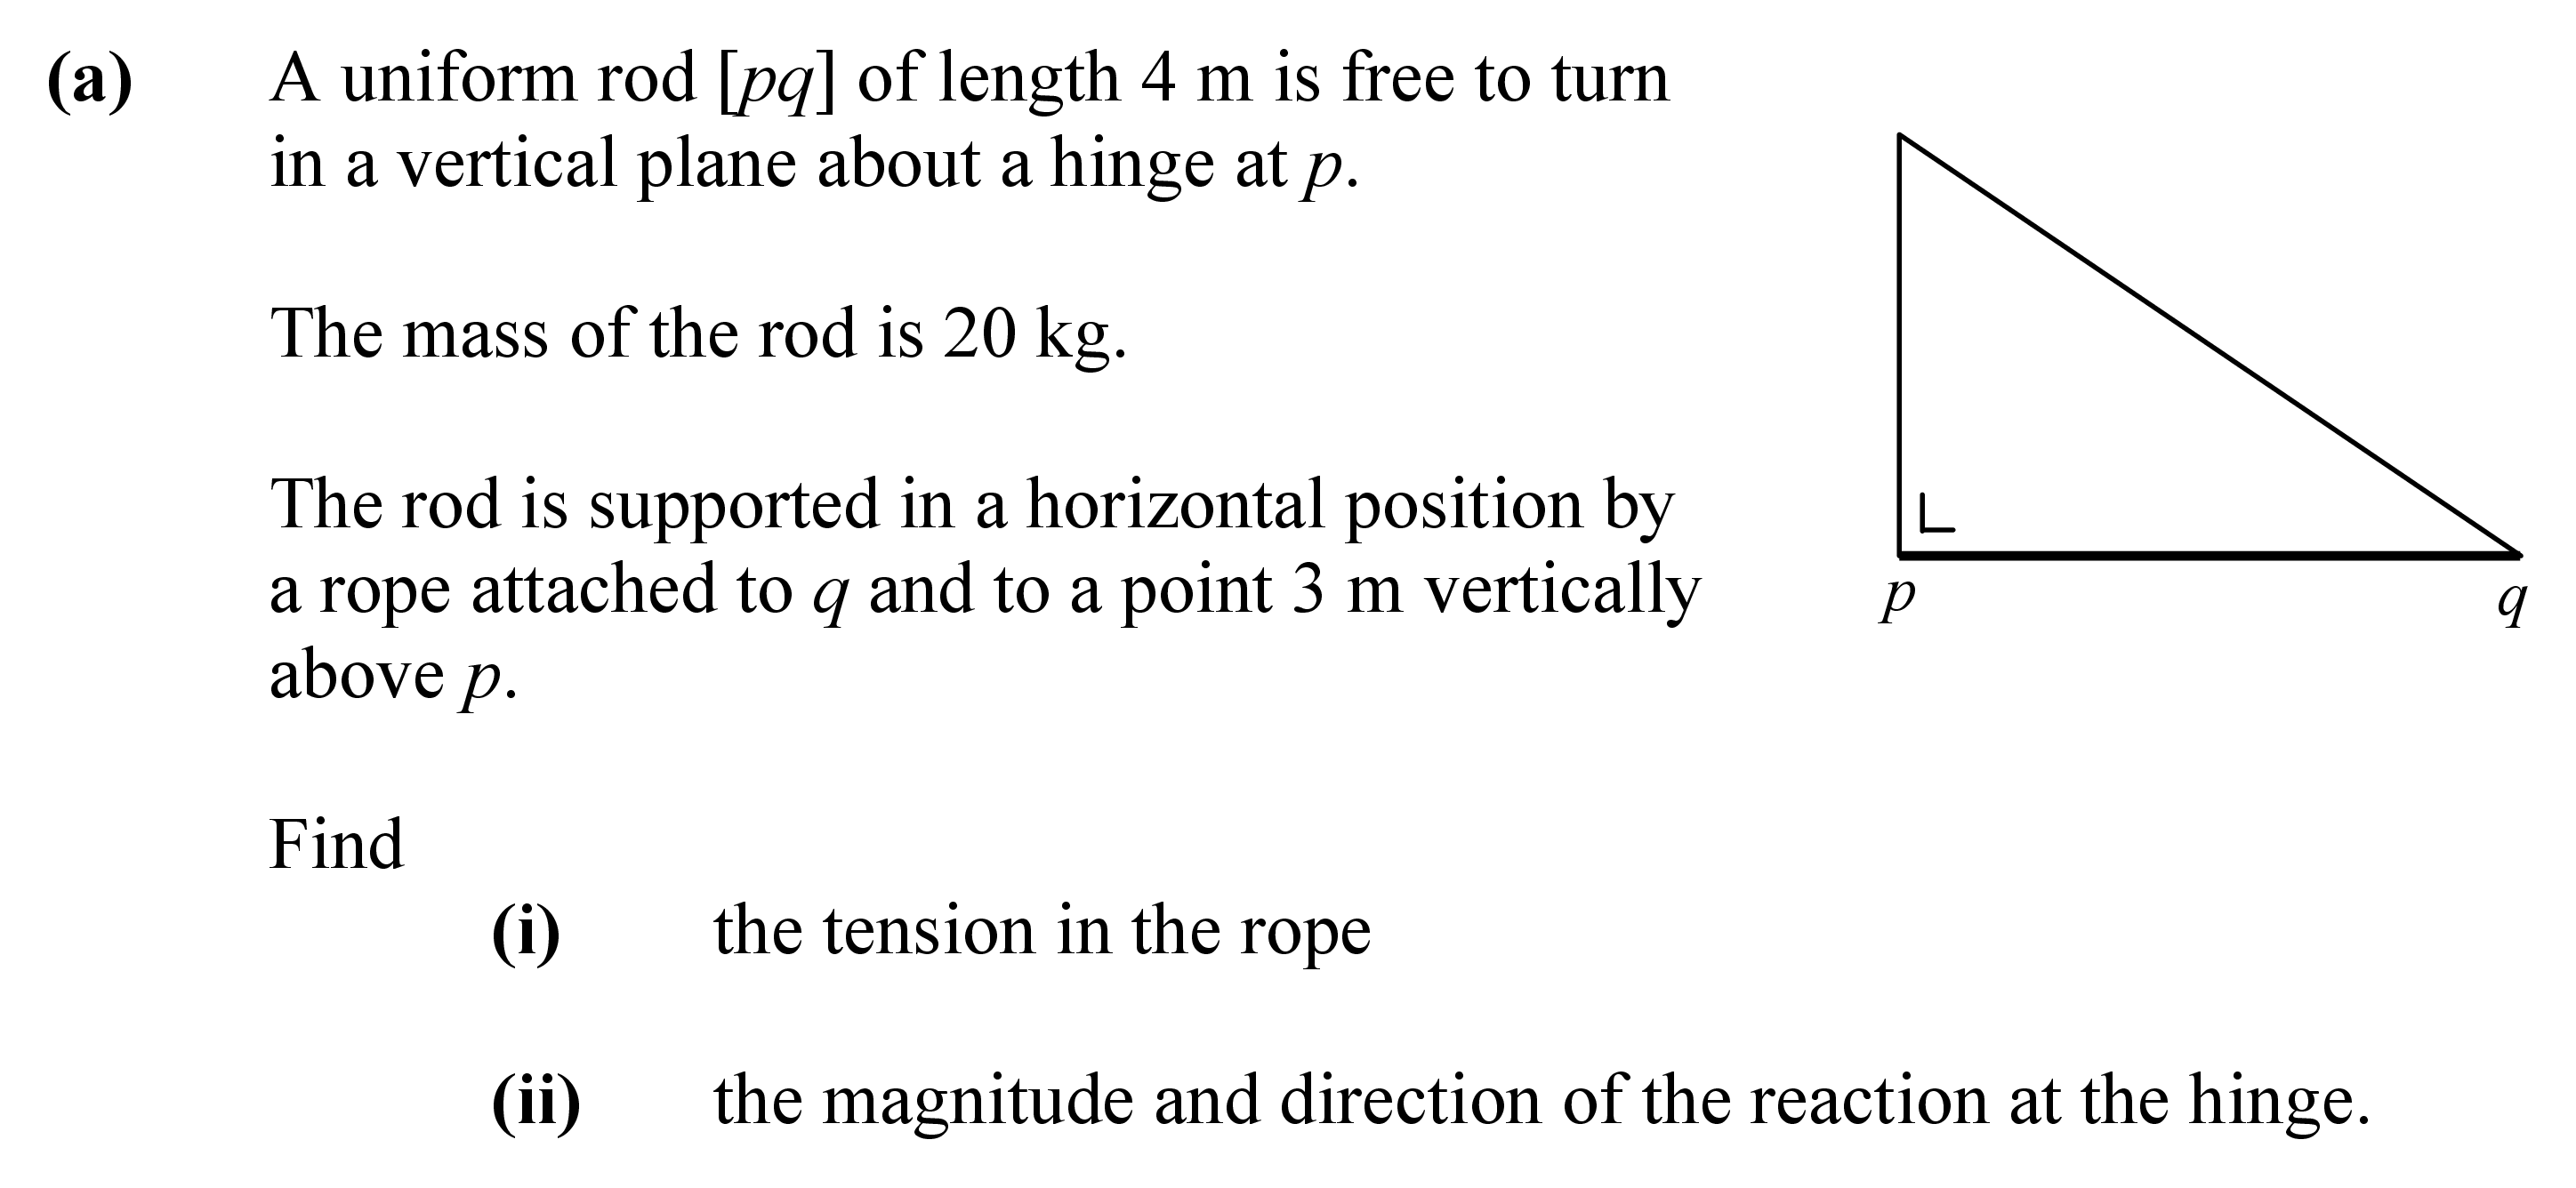 (a) A uniform rod [pq] of length 4 m is free to turn
in a vertical plane about a hinge at p.
The mass of the rod is 20 kg.
The rod is supported in a horizontal position by
a rope attached to q and to a point 3 m vertically
above p.
p
q
Find
(i) the tension in the rope
(ii) the magnitude and direction of the reaction at the hinge.